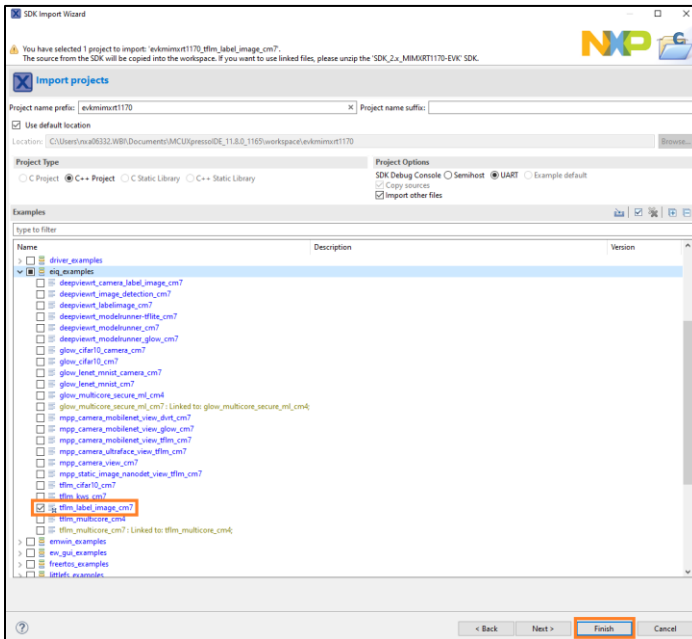 SDK Import Wizard
You have selected 1 project to import: 'evkmimxrt1170_tflm_label_image_cm7'.
The source from the SDK will be copied into the workspace. If you want to use linked files, please unzip the 'SDK_2.x_MIMXRT1170-EVK' SDK.
NXP
Import projects
Project name prefix: evkmimxrt1170 Project name suffix:
Use default location
Location: C:\Users\nxa06332.WBI\Documents\MCUXpressoIDE_11.8.0_1165\workspace\evkmimxrt1170 Browse...
Project Type Project Options
C Project C++ Project C Static Library C++ Static Library SDK Debug Console Semihost UART Example default
Copy sources
Import other files
Examples
type to filter
Name Description Version
driver_examples
eiq_examples
deepviewrt_camera_label_image_cm7
deepviewrt_image_detection_cm7
deepviewrt_labelimage_cm7
deepviewrt_modelrunner-tflite_cm7
deepviewrt_modelrunner_cm7
deepviewrt_modelrunner_glow_cm7
glow_cifar10_camera_cm7
glow_cifar10_cm7
glow_lenet_mnist_camera_cm7
glow_lenet_mnist_cm7
glow_multicore_secure_ml_cm4
glow_multicore_secure_ml_cm7 : Linked to: glow_multicore_secure_ml_cm4;
mpp_camera_mobilenet_view_dvrt_cm7
mpp_camera_mobilenet_view_glow_cm7
mpp_camera_mobilenet_view_tflm_cm7
mpp_camera_ultraface_view_tflm_cm7
mpp_camera_view_cm7
mpp_static_image_nanodet_view_tflm_cm7
tflm_cifar10_cm7
tflm_kws_cm7
tflm_label_image_cm7
tflm_multicore_cm4
tflm_multicore_cm7 : Linked to: tflm_multicore_cm4;
emwin_examples
ew_gui_examples
freertos_examples
littlefs_examples
< Back Next > Finish Cancel